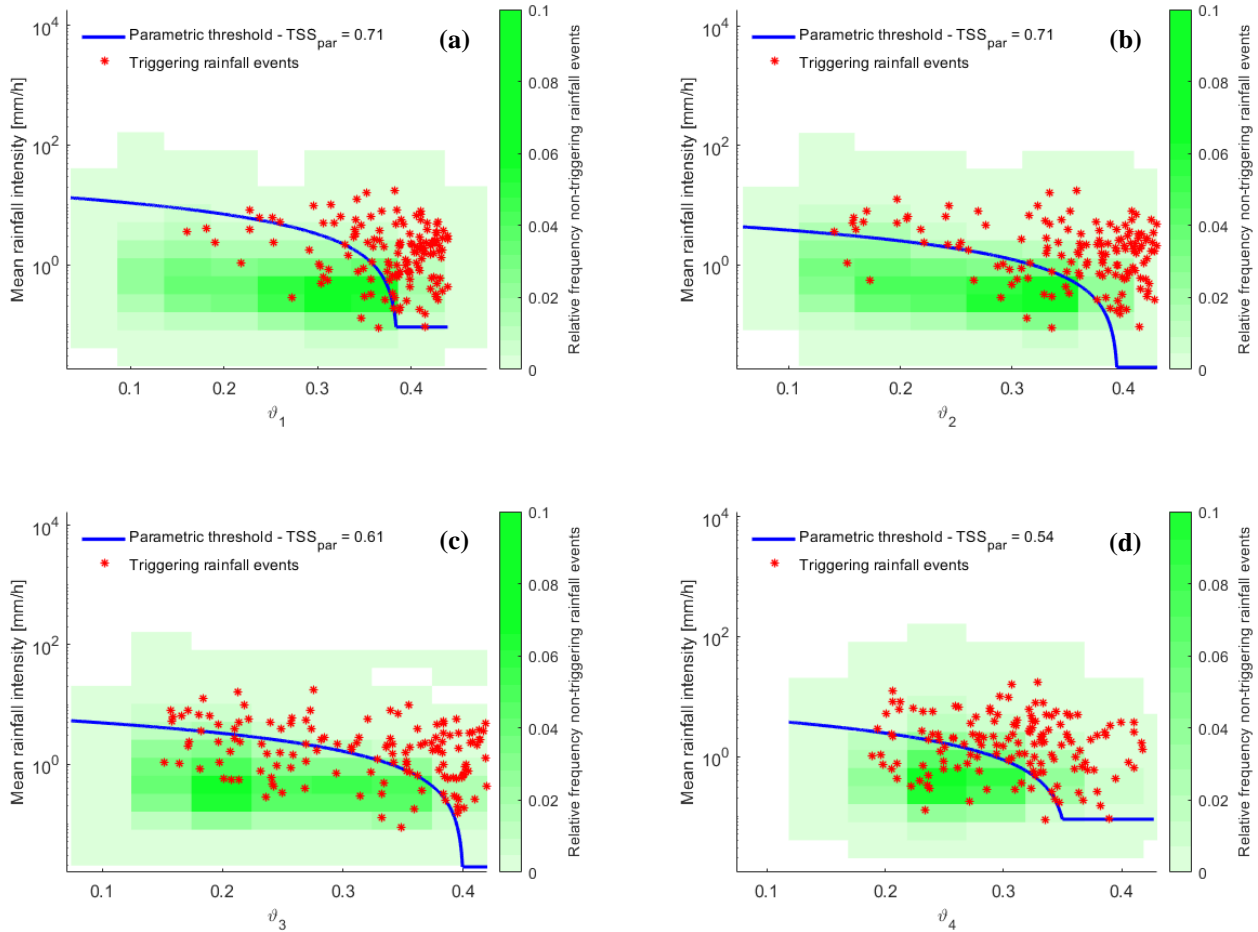 10^4
10^2
10^0
Mean rainfall intensity [mm/h]
Parametric threshold - TSS_par = 0.71
Triggering rainfall events
(a)
0.1 0.2 0.3 0.4
ϑ_1
0.1
0.08
0.06
0.04
0.02
0
Relative frequency non-triggering rainfall events
10^4
10^2
10^0
Mean rainfall intensity [mm/h]
Parametric threshold - TSS_par = 0.71
Triggering rainfall events
(b)
0.1 0.2 0.3 0.4
ϑ_2
0.1
0.08
0.06
0.04
0.02
0
Relative frequency non-triggering rainfall events
10^4
10^2
10^0
Mean rainfall intensity [mm/h]
Parametric threshold - TSS_par = 0.61
Triggering rainfall events
(c)
0.1 0.2 0.3 0.4
ϑ_3
0.1
0.08
0.06
0.04
0.02
0
Relative frequency non-triggering rainfall events
10^4
10^2
10^0
Mean rainfall intensity [mm/h]
Parametric threshold - TSS_par = 0.54
Triggering rainfall events
(d)
0.1 0.2 0.3 0.4
ϑ_4
0.1
0.08
0.06
0.04
0.02
0
Relative frequency non-triggering rainfall events